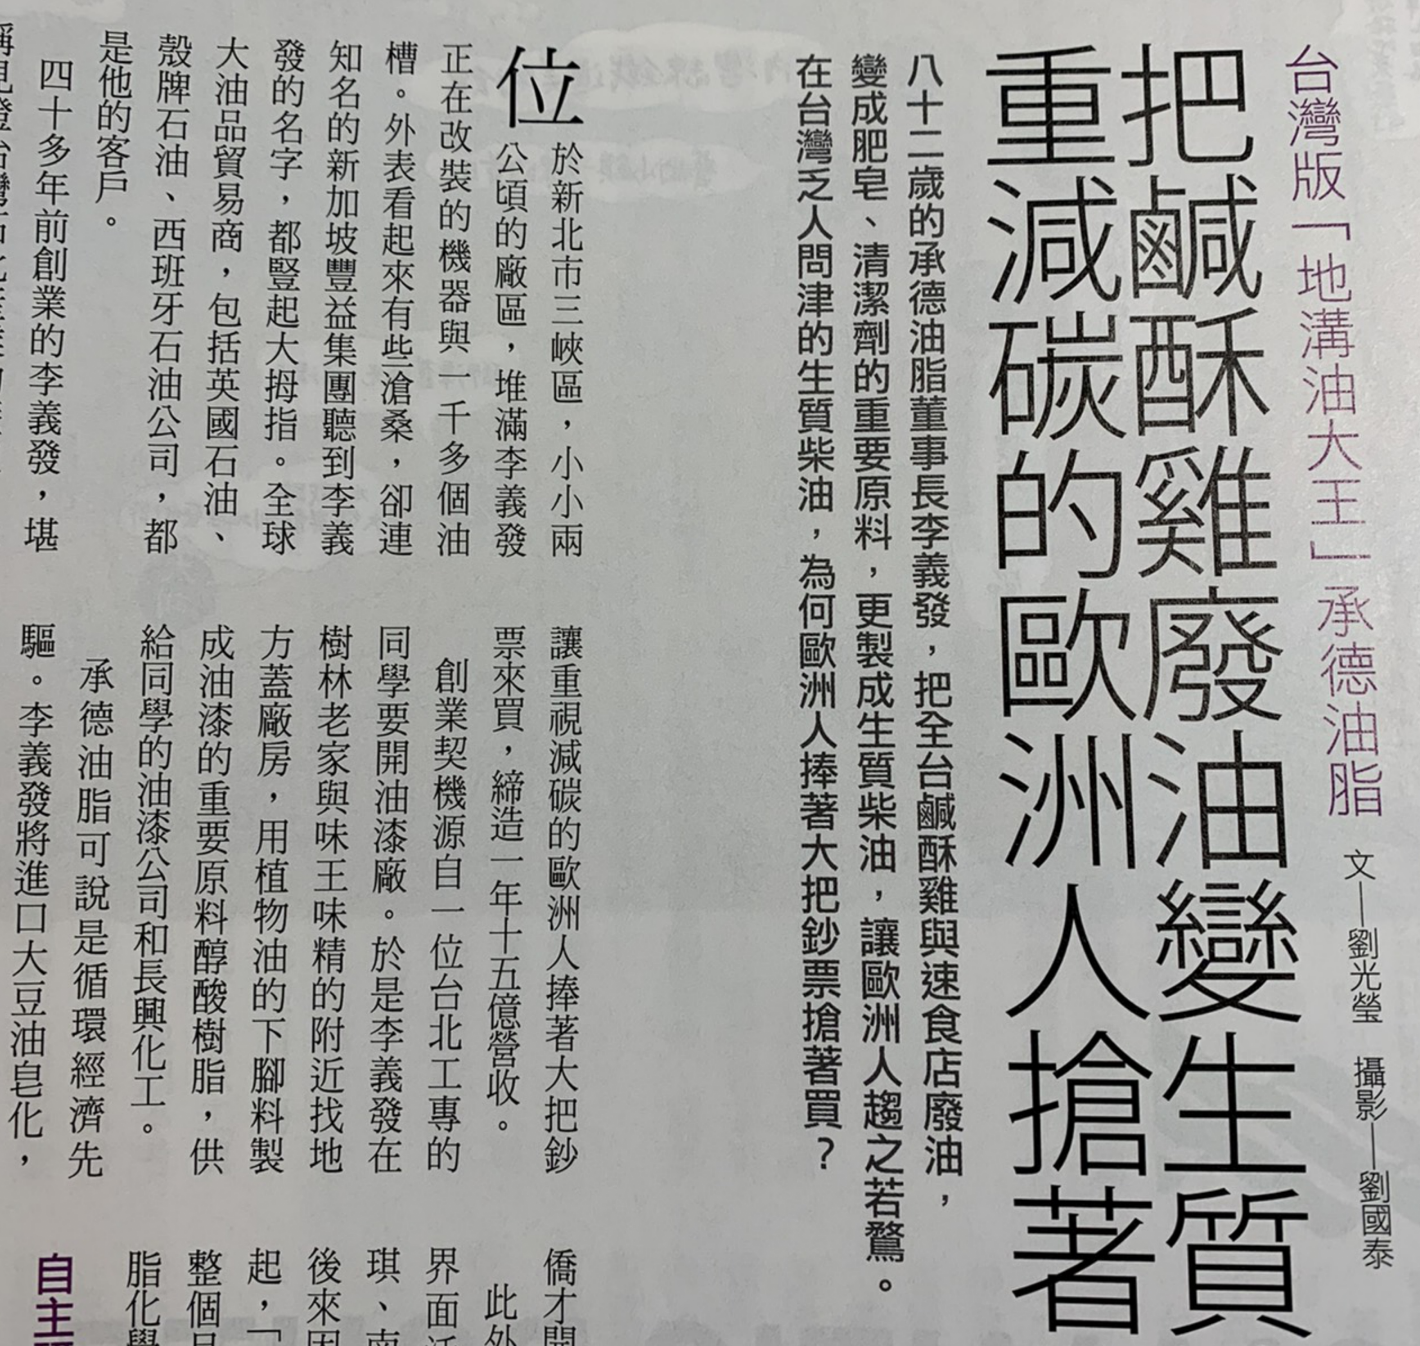 台灣版「地溝油大王」承德油脂
文—劉光瑩　攝影—劉國泰
把鹹酥雞廢油變生質
重減碳的歐洲人搶著
八十二歲的承德油脂董事長李義發，把全台鹹酥雞與速食店廢油，
變成肥皂、清潔劑的重要原料，更製成生質柴油，讓歐洲人趨之若鶩。
在台灣乏人問津的生質柴油，為何歐洲人捧著大把鈔票搶著買？
位於新北市三峽區，小小兩
公頃的廠區，堆滿李義發
正在改裝的機器與一千多個油
槽。外表看起來有些滄桑，卻連
知名的新加坡豐益集團聽到李義
發的名字，都豎起大拇指。全球
大油品貿易商，包括英國石油、
殼牌石油、西班牙石油公司，都
是他的客戶。
四十多年前創業的李義發，堪
讓重視減碳的歐洲人捧著大把鈔
票來買，締造一年十五億營收。
創業契機源自一位台北工專的
同學要開油漆廠。於是李義發在
樹林老家與味王味精的附近找地
方蓋廠房，用植物油的下腳料製
成油漆的重要原料醇酸樹脂，供
給同學的油漆公司和長興化工。
承德油脂可說是循環經濟先
驅。李義發將進口大豆油皂化，
僑才開
此外
界面活
琪、南
後來因
起，「
整個
脂化學
自主